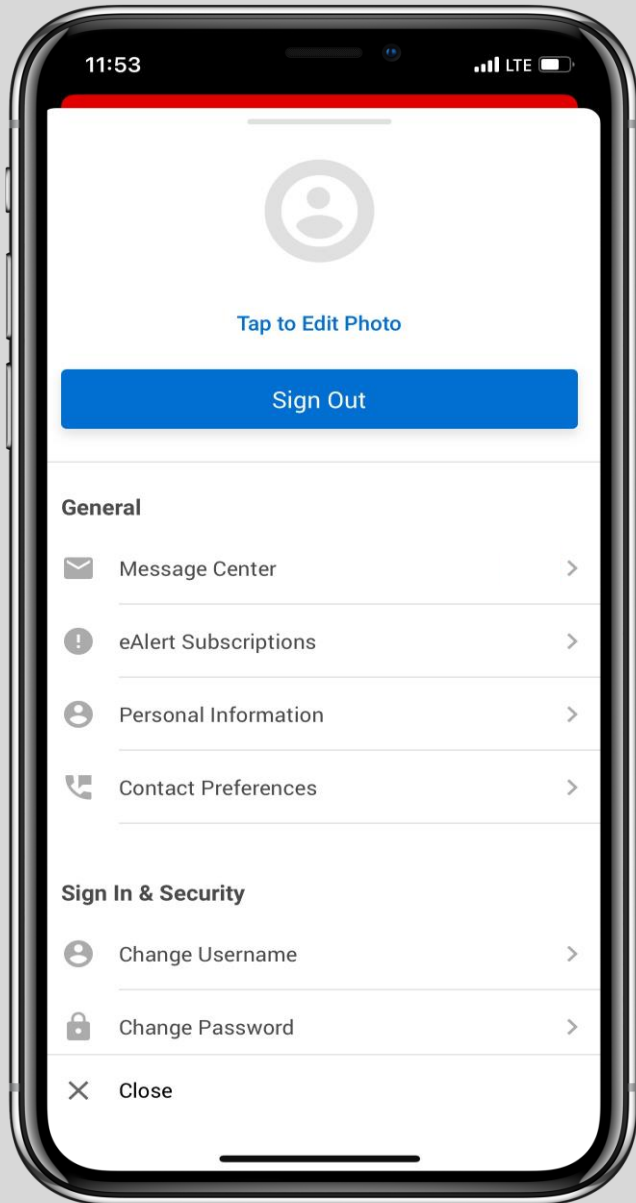 11:53
LTE
Tap to Edit Photo
Sign Out
General
Message Center
eAlert Subscriptions
Personal Information
Contact Preferences
Sign In & Security
Change Username
Change Password
Close